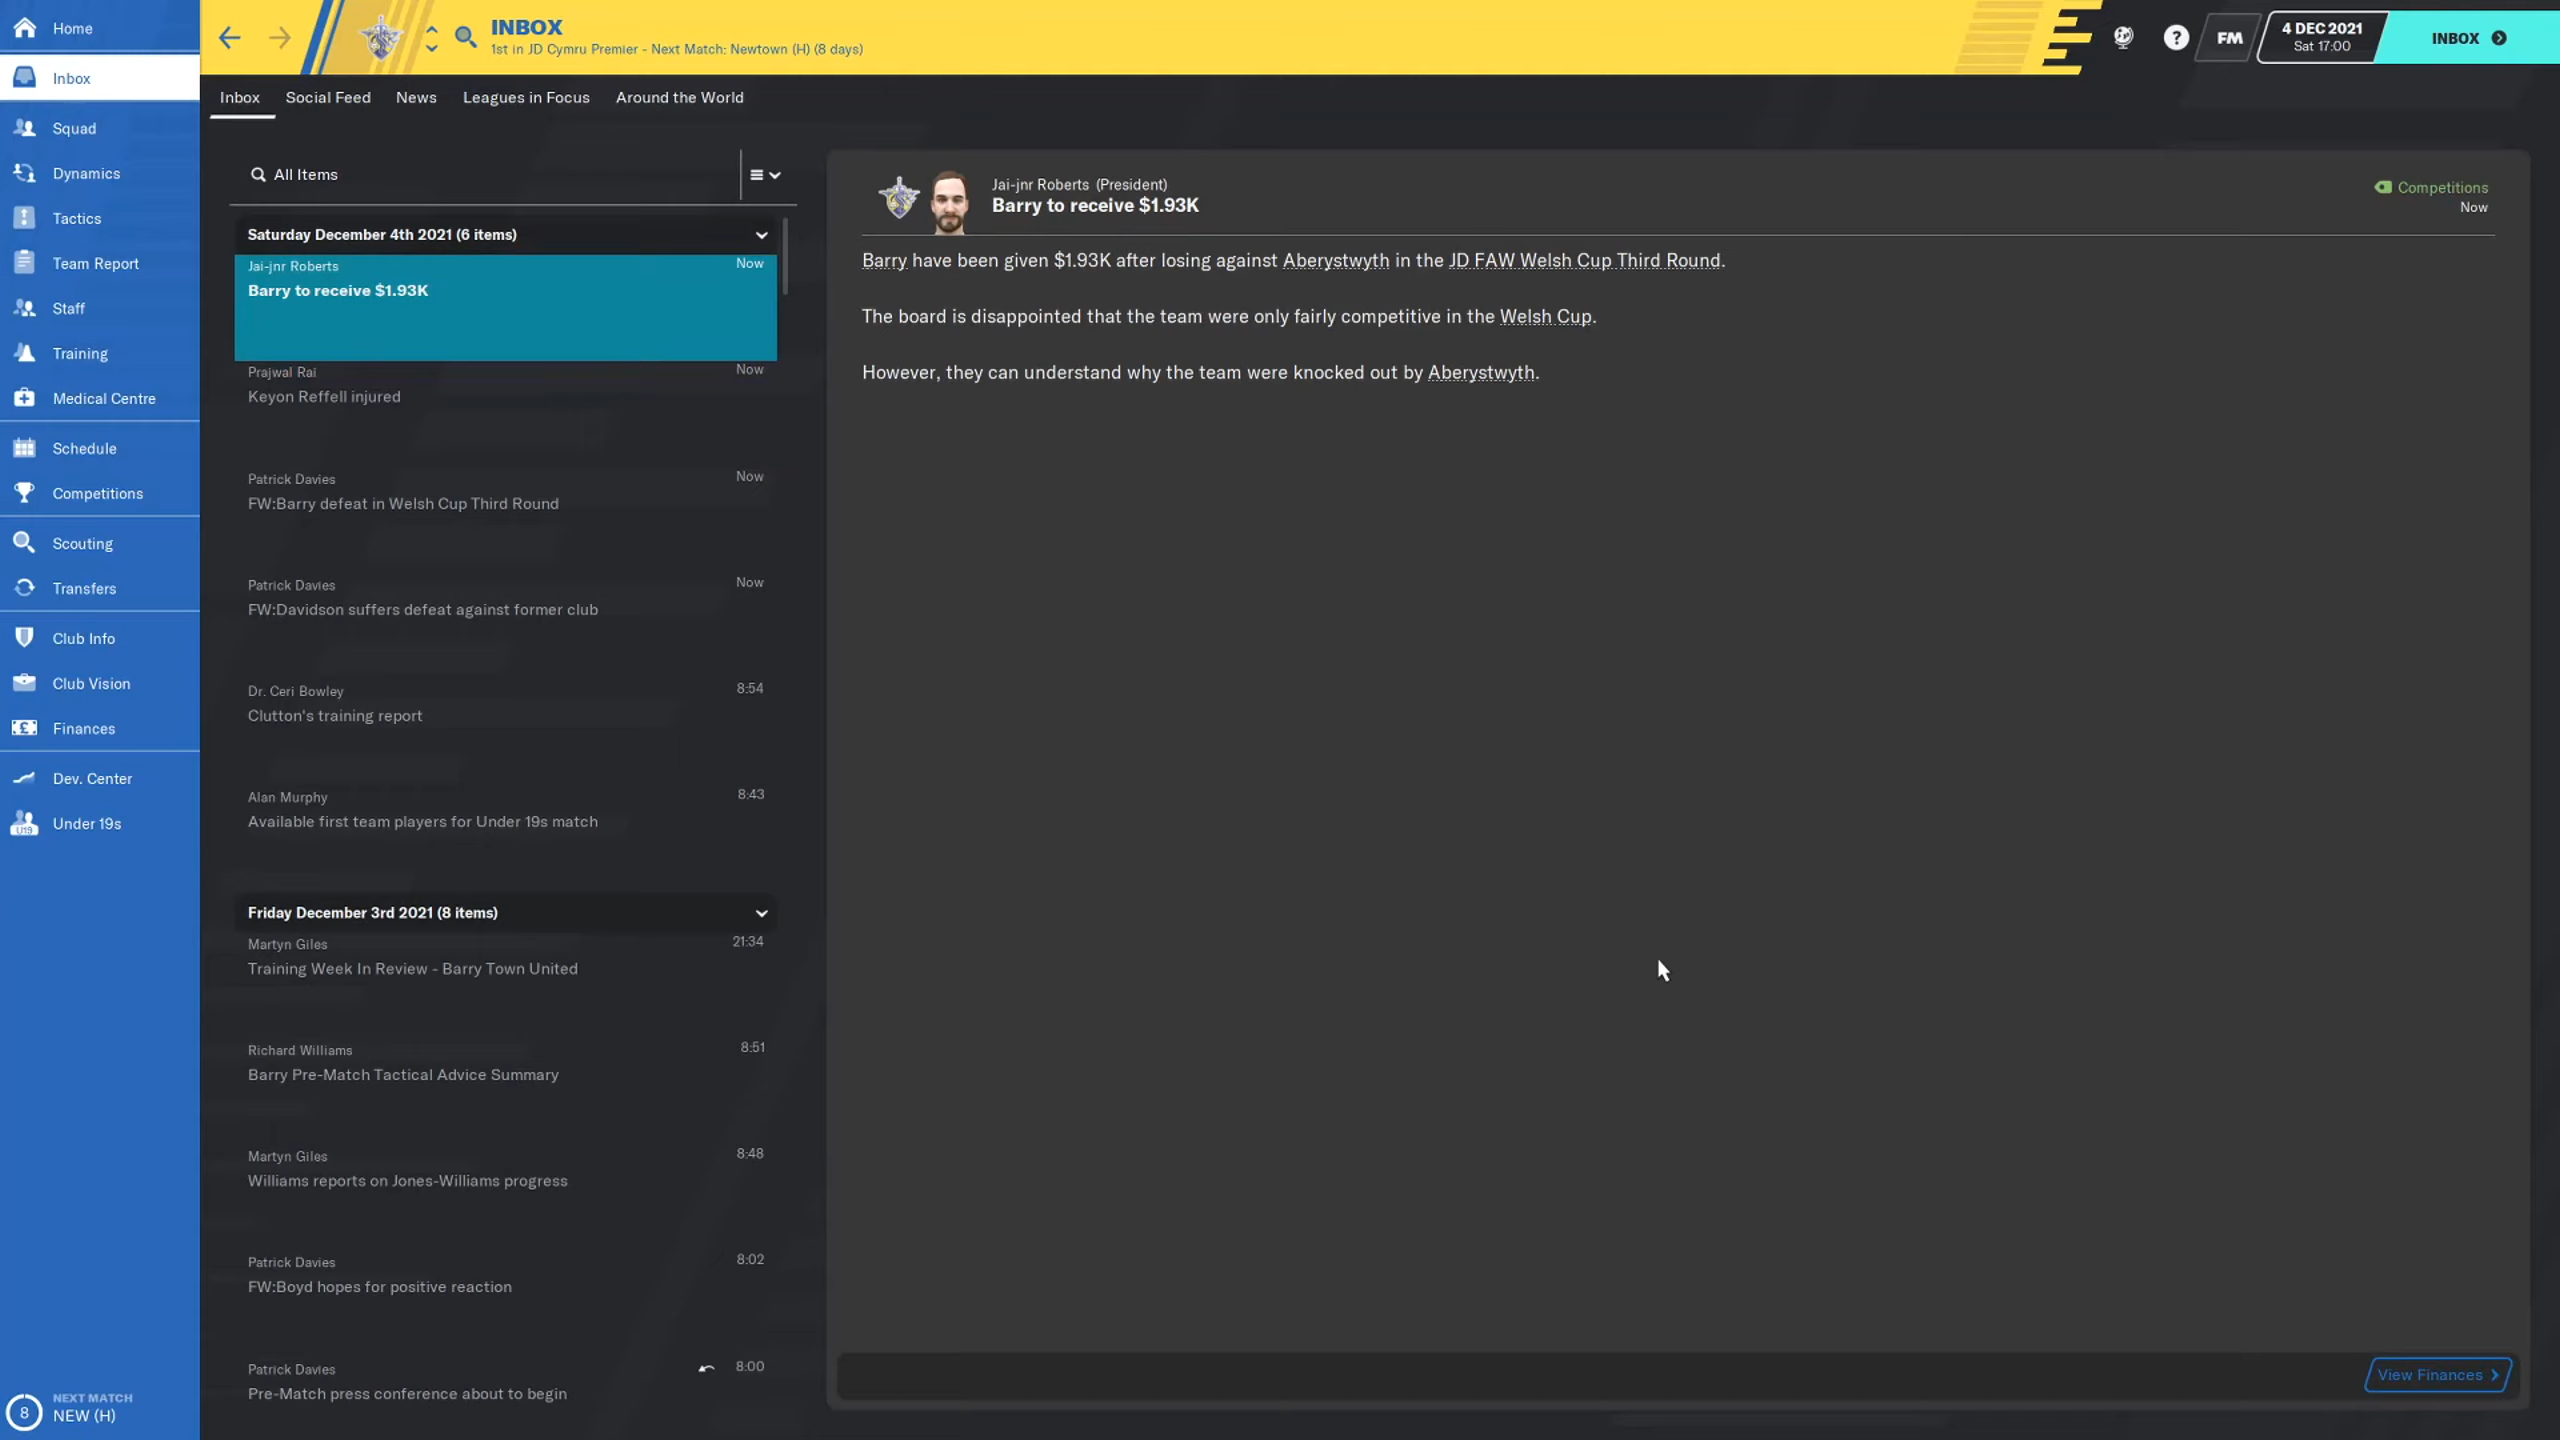 Home
Inbox
Squad
Dynamics
Tactics
Team Report
Staff
Training
Medical Centre
Schedule
Competitions
Scouting
Transfers
Club Info
Club Vision
Finances
Dev. Center
U19
Under 19s
8
NEXT MATCH
NEW (H)
INBOX
1st in JD Cymru Premier - Next Match: Newtown (H) (8 days)
?
FM
4 DEC 2021
Sat 17:00
INBOX
Inbox
Social Feed
News
Leagues in Focus
Around the World
All Items
Saturday December 4th 2021 (6 items)
Jai-jnr Roberts
Now
Barry to receive $1.93K
Prajwal Rai
Now
Keyon Reffell injured
Patrick Davies
Now
FW:Barry defeat in Welsh Cup Third Round
Patrick Davies
Now
FW:Davidson suffers defeat against former club
Dr. Ceri Bowley
8:54
Clutton's training report
Alan Murphy
8:43
Available first team players for Under 19s match
Friday December 3rd 2021 (8 items)
Martyn Giles
21:34
Training Week In Review - Barry Town United
Richard Williams
8:51
Barry Pre-Match Tactical Advice Summary
Martyn Giles
8:48
Williams reports on Jones-Williams progress
Patrick Davies
8:02
FW:Boyd hopes for positive reaction
Patrick Davies
8:00
Pre-Match press conference about to begin
Jai-jnr Roberts (President)
Barry to receive $1.93K
Competitions
Now
Barry have been given $1.93K after losing against Aberystwyth in the JD FAW Welsh Cup Third Round.
The board is disappointed that the team were only fairly competitive in the Welsh Cup.
However, they can understand why the team were knocked out by Aberystwyth.
View Finances